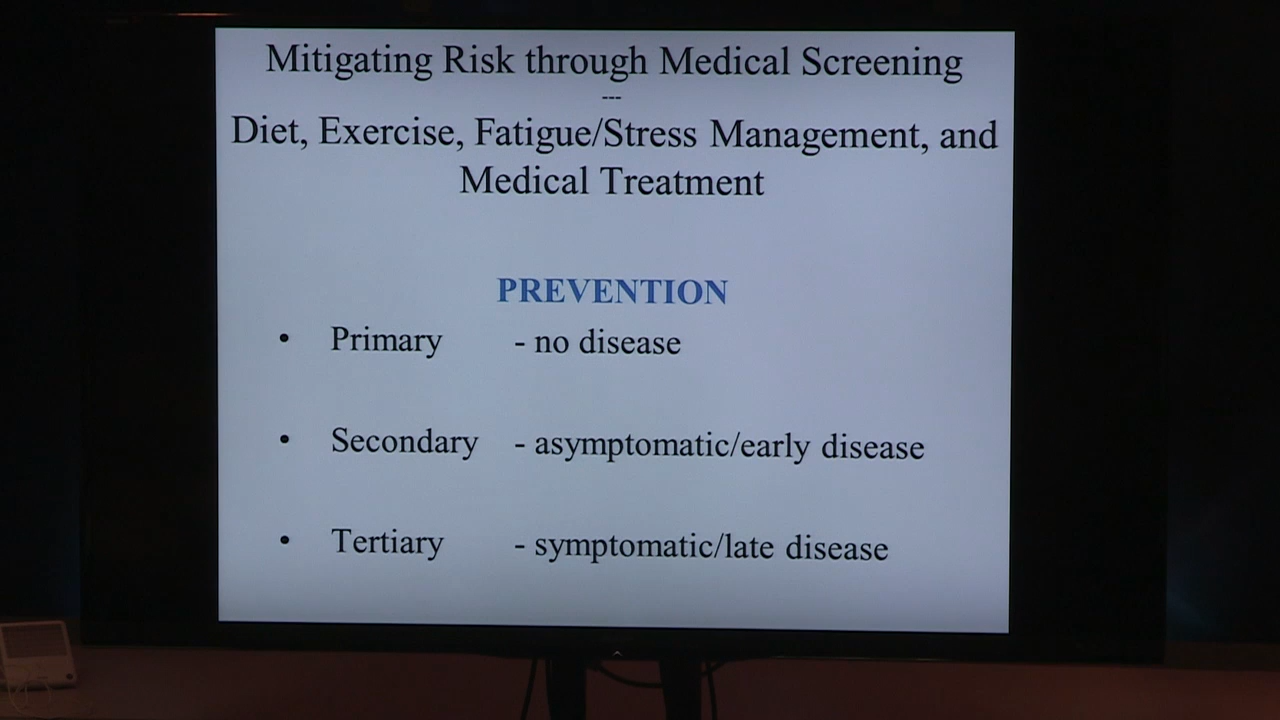 Mitigating Risk through Medical Screening
---
Diet, Exercise, Fatigue/Stress Management, and
Medical Treatment
PREVENTION
• Primary - no disease
• Secondary - asymptomatic/early disease
• Tertiary - symptomatic/late disease